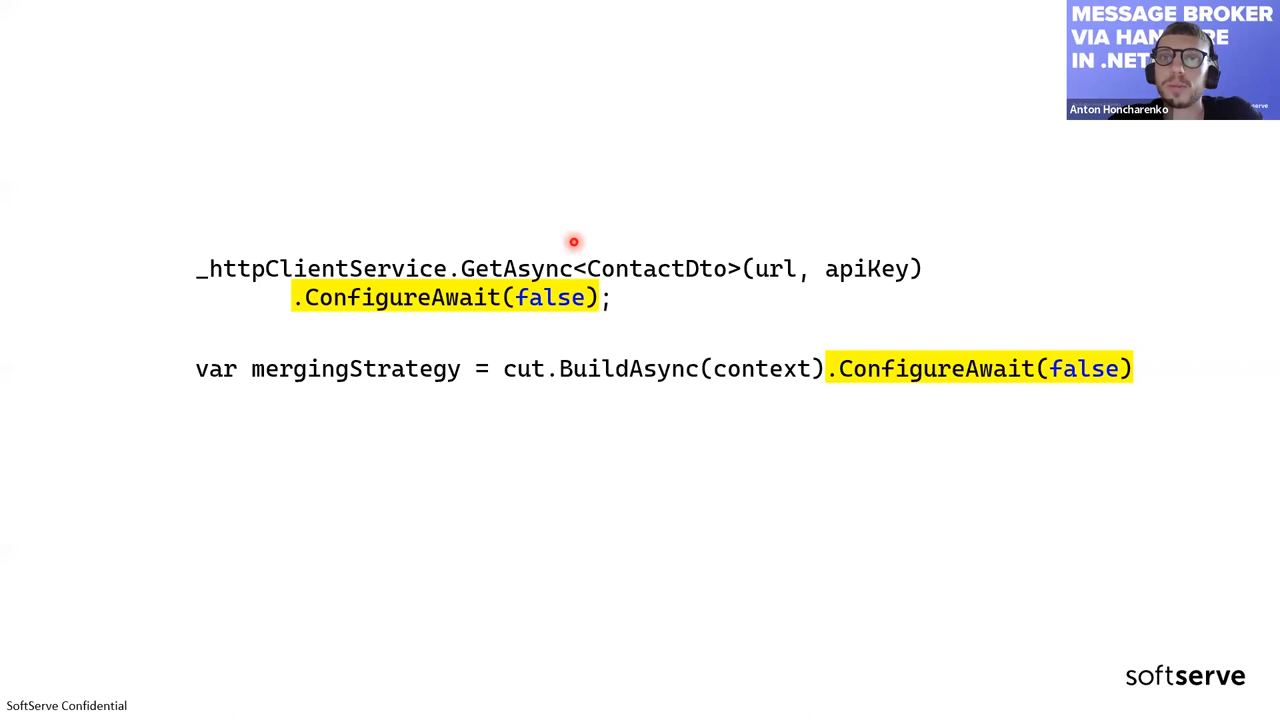 MESSAGE BROKER
VIA HAN RE
IN .NET
Anton Honcharenko
_httpClientService.GetAsync<ContactDto>(url, apiKey)
.ConfigureAwait(false);
var mergingStrategy = cut.BuildAsync(context).ConfigureAwait(false)
softserve
SoftServe Confidential